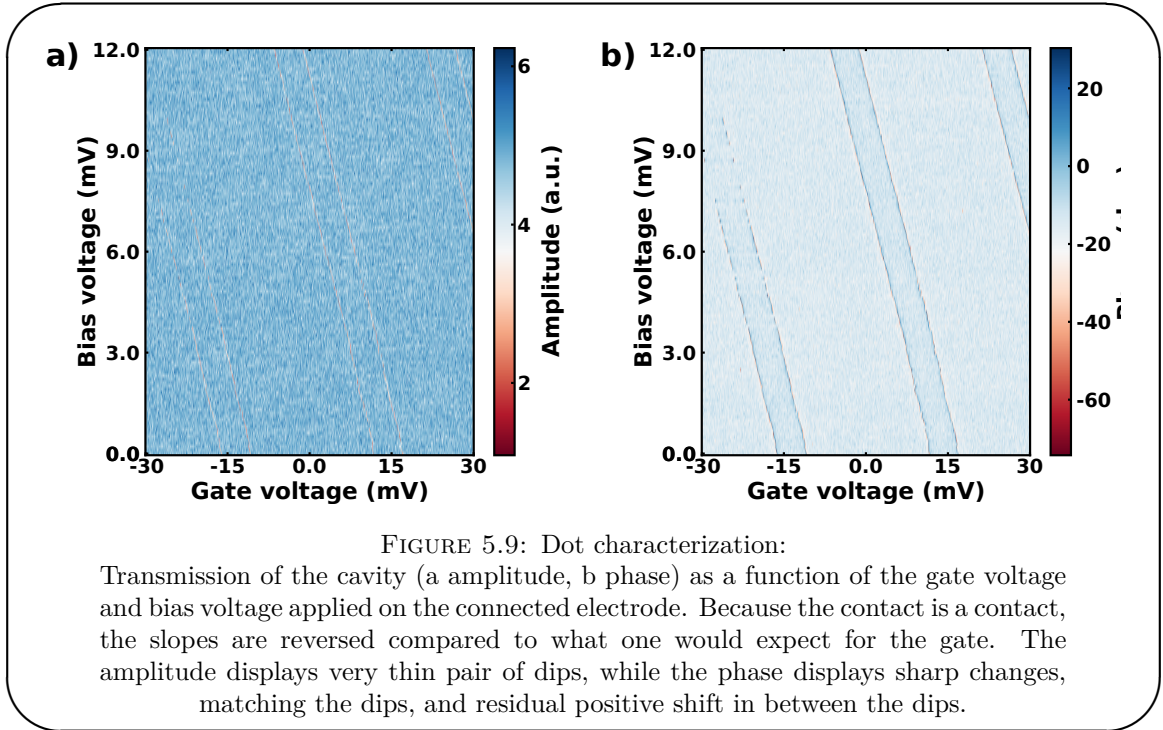 a)
12.0
9.0
6.0
3.0
0.0
-30
-15
0.0
15
30
Bias voltage (mV)
Gate voltage (mV)
6
4
2
Amplitude (a.u.)
b)
12.0
9.0
6.0
3.0
0.0
-30
-15
0.0
15
30
Bias voltage (mV)
Gate voltage (mV)
20
0
-20
-40
-60
FIGURE 5.9: Dot characterization:
Transmission of the cavity (a amplitude, b phase) as a function of the gate voltage
and bias voltage applied on the connected electrode. Because the contact is a contact,
the slopes are reversed compared to what one would expect for the gate. The
amplitude displays very thin pair of dips, while the phase displays sharp changes,
matching the dips, and residual positive shift in between the dips.